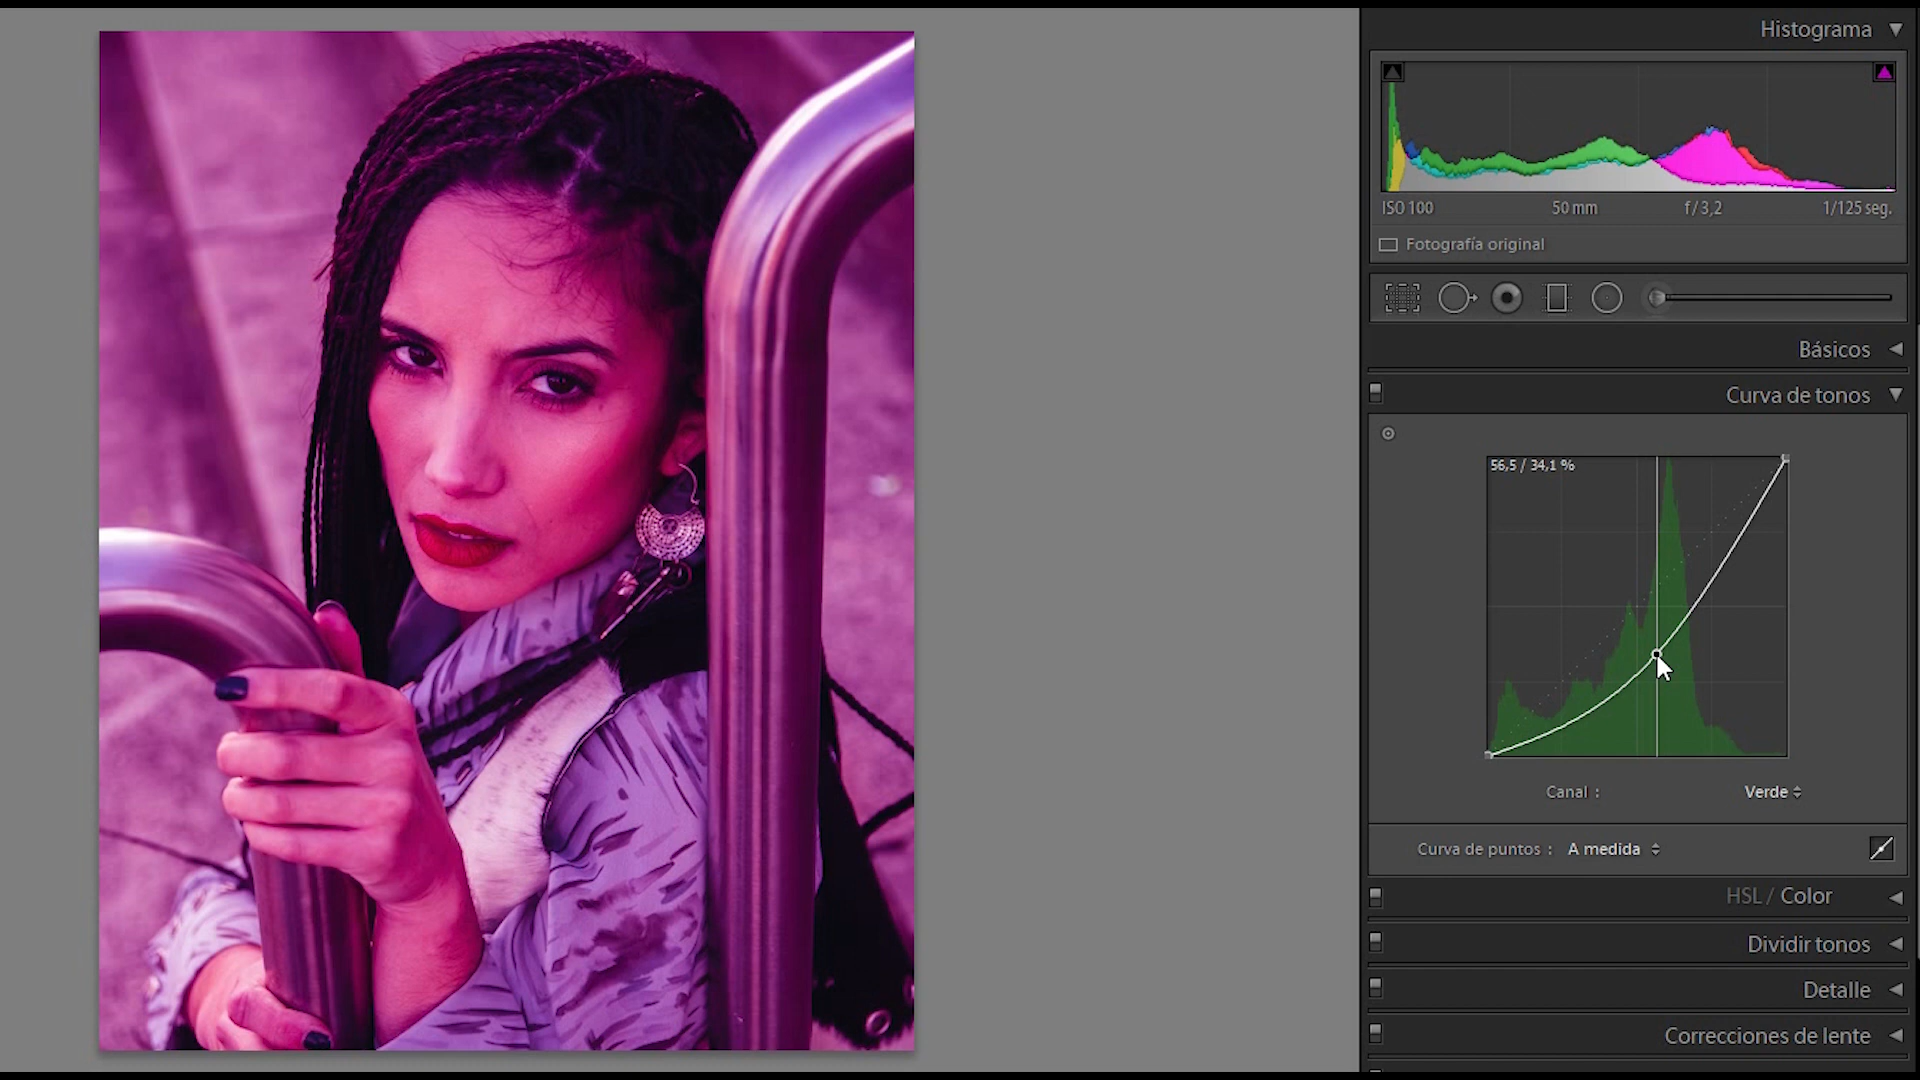 Histograma
ISO 100 50 mm f / 3,2 1/125 seg.
Fotografía original
Básicos
Curva de tonos
56,5 / 34,1 %
Canal : Verde
Curva de puntos : A medida
HSL / Color
Dividir tonos
Detalle
Correcciones de lente